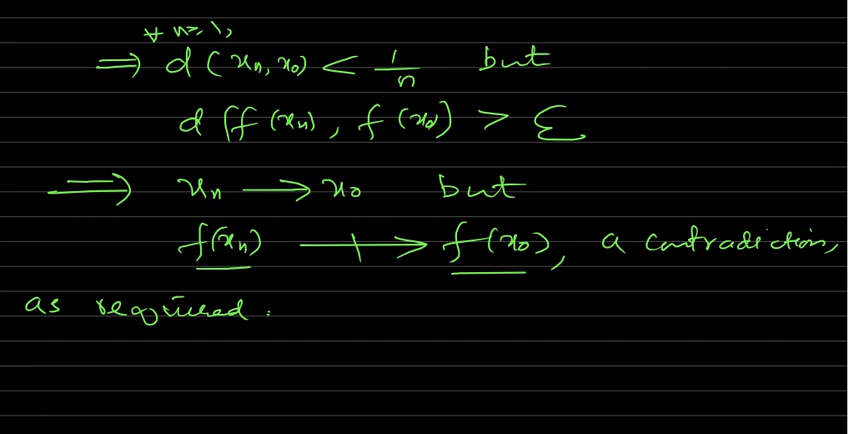 ∀ n ≥ 1,
⟹ d(xₙ, x₀) < 1/n but
d(f(xₙ), f(x₀)) > ε
⟹ xₙ ⟶ x₀ but
f(xₙ) ↛ f(x₀), a contradiction,
as required.